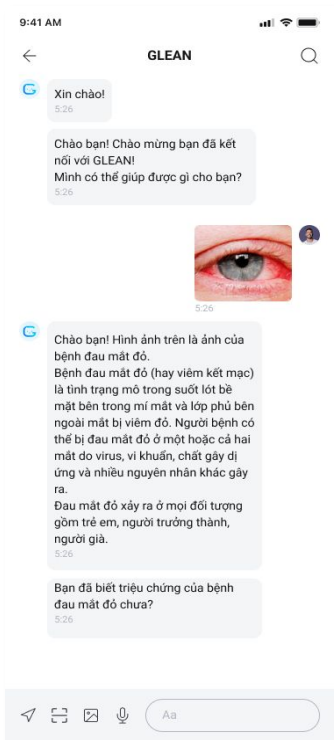 9:41 AM
GLEAN
Xin chào!
5:26
Chào bạn! Chào mừng bạn đã kết
nối với GLEAN!
Mình có thể giúp được gì cho bạn?
5:26
5:26
Chào bạn! Hình ảnh trên là ảnh của
bệnh đau mắt đỏ.
Bệnh đau mắt đỏ (hay viêm kết mạc)
là tình trạng mô trong suốt lót bề
mặt bên trong mí mắt và lớp phủ bên
ngoài mắt bị viêm đỏ. Người bệnh có
thể bị đau mắt đỏ ở một hoặc cả hai
mắt do virus, vi khuẩn, chất gây dị
ứng và nhiều nguyên nhân khác gây
ra.
Đau mắt đỏ xảy ra ở mọi đối tượng
gồm trẻ em, người trưởng thành,
người già.
5:26
Bạn đã biết triệu chứng của bệnh
đau mắt đỏ chưa?
5:26
Aa